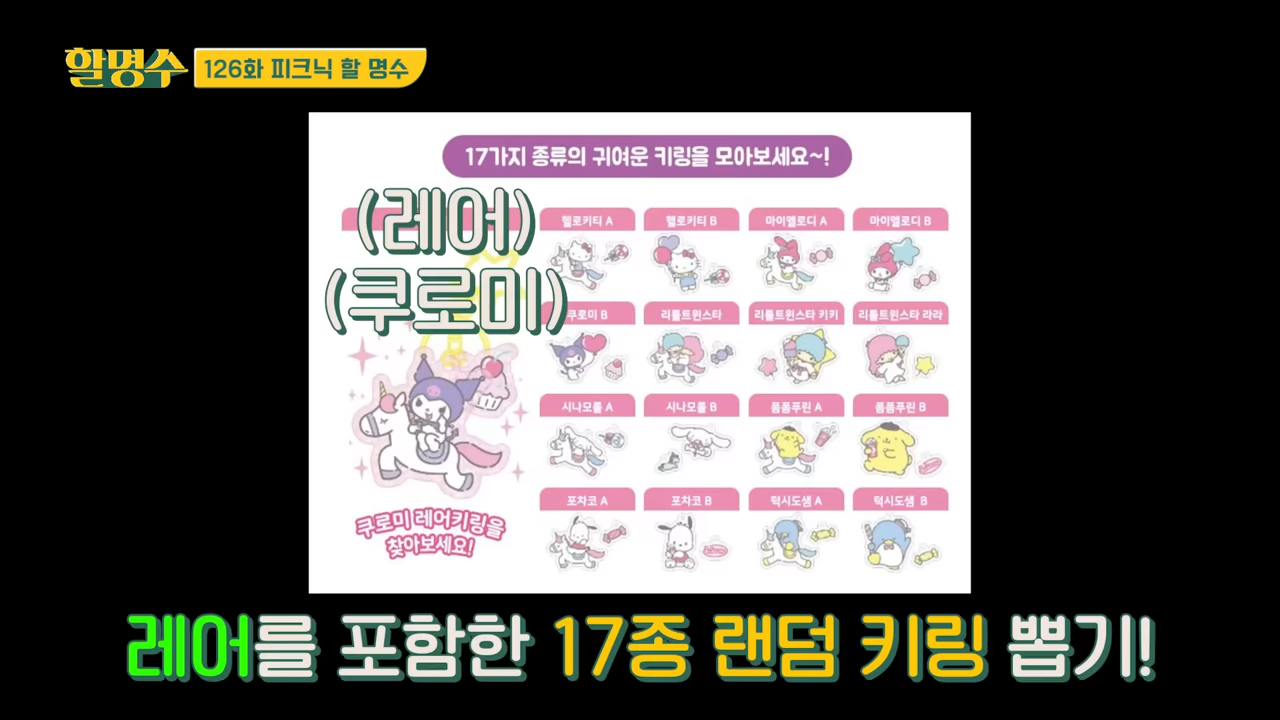 할명수
126화 피크닉 할 명수
17가지 종류의 귀여운 키링을 모아보세요~!
(레어)
(쿠로미)
헬로키티 A
헬로키티 B
마이멜로디 A
마이멜로디 B
쿠로미 B
리틀트윈스타
리틀트윈스타 키키
리틀트윈스타 라라
시나모롤 A
시나모롤 B
폼폼푸린 A
폼폼푸린 B
포차코 A
포차코 B
턱시도샘 A
턱시도샘 B
쿠로미 레어키링을
찾아보세요!
레어를 포함한 17종 랜덤 키링 뽑기!